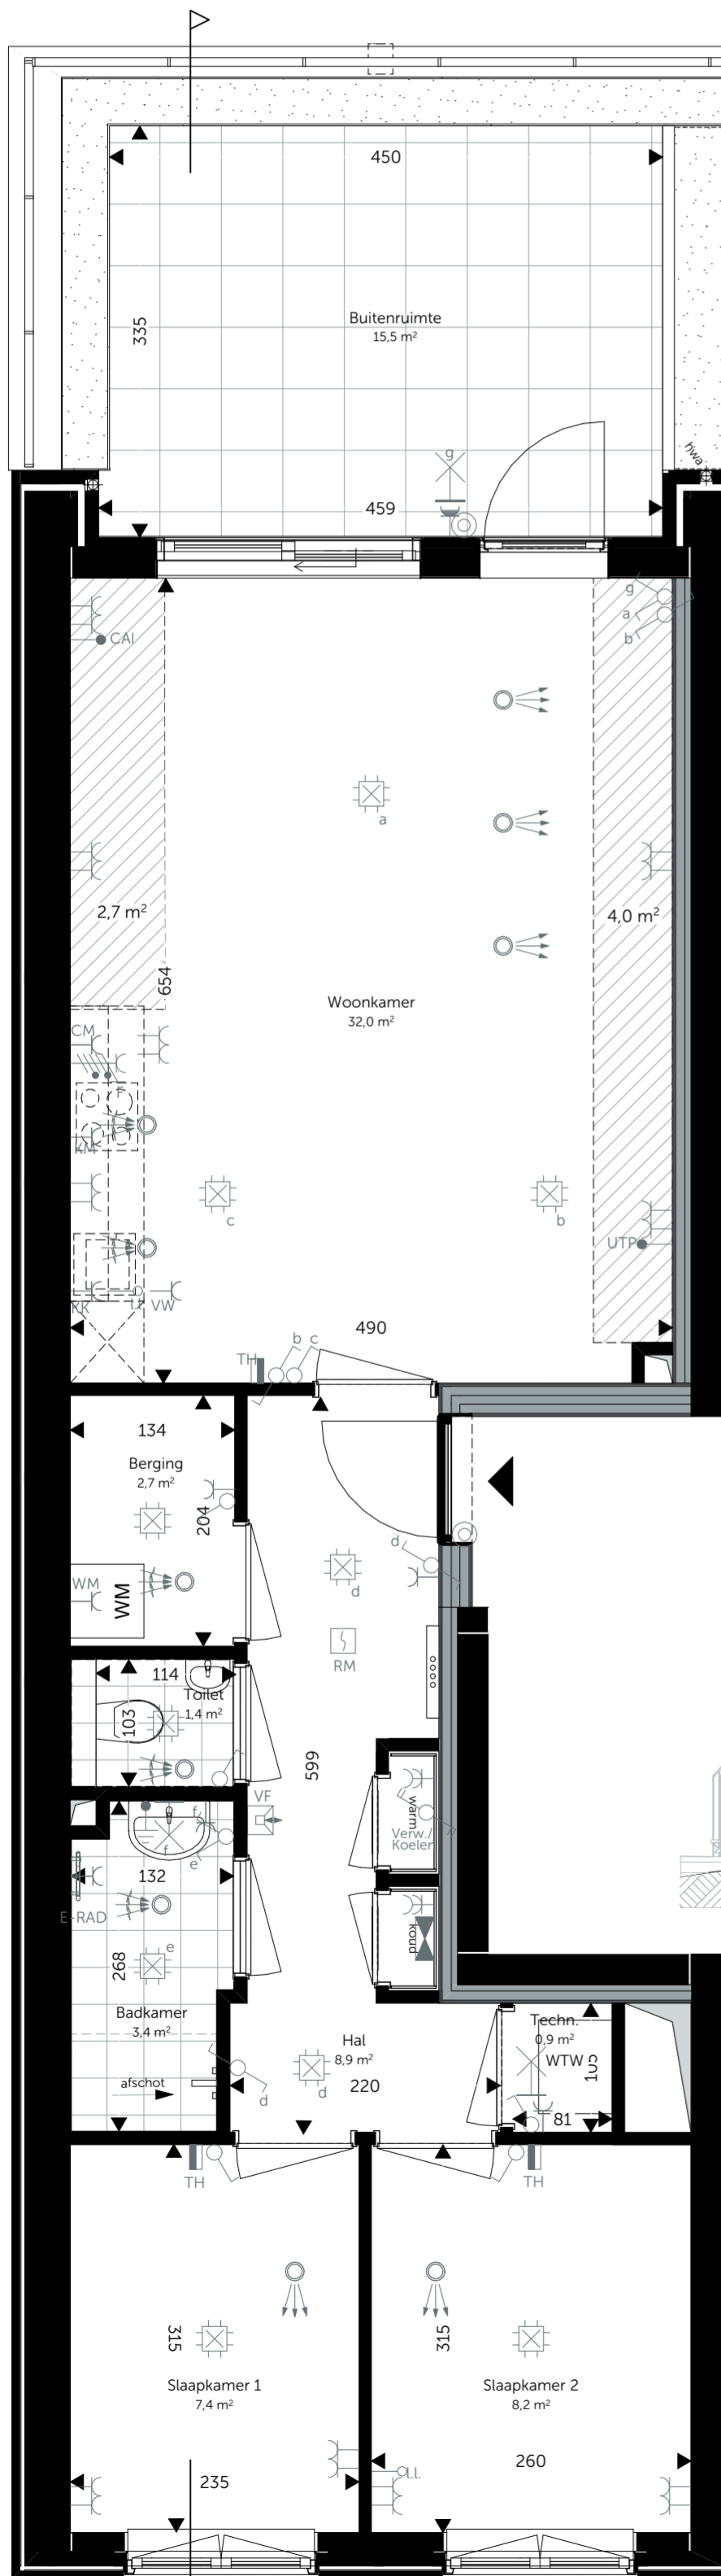 450
335
Buitenruimte
15,5 m²
hwa
g
459
g
a
b
CAI
a
2,7 m²
4,0 m²
654
Woonkamer
32,0 m²
CM
F
KM
c
b
UTP
KK
VW
490
b c
TH
134
Berging
2,7 m²
204
d
d
WM
WM
RM
114
Toilet
1,4 m²
103
599
VF
warm
Verw./
Koelen
f
f
e
132
E-RAD
koud
e
268
Badkamer
3,4 m²
Hal
8,9 m²
Techn.
0,9 m²
WTW
105
afschot
d
d
220
81
TH
TH
315
315
Slaapkamer 1
7,4 m²
Slaapkamer 2
8,2 m²
260
l.l.
235